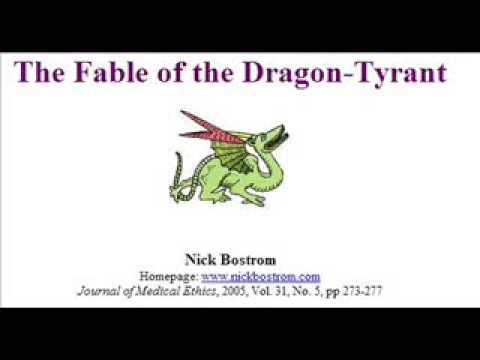 The Fable of the Dragon-Tyrant
Nick Bostrom
Homepage: www.nickbostrom.com
Journal of Medical Ethics, 2005, Vol. 31, No. 5, pp 273-277